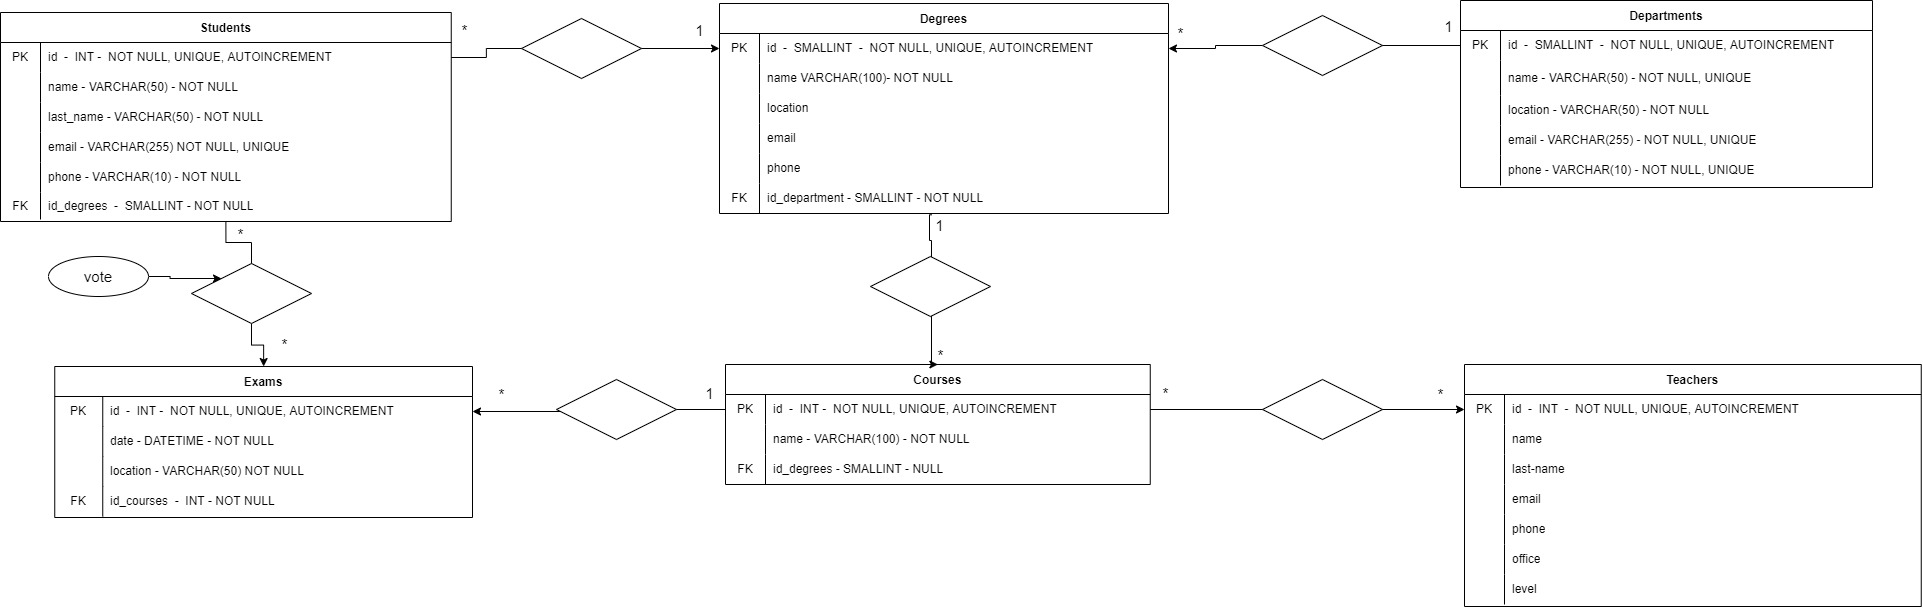 Students
PK id - INT - NOT NULL, UNIQUE, AUTOINCREMENT
name - VARCHAR(50) - NOT NULL
last_name - VARCHAR(50) - NOT NULL
email - VARCHAR(255) NOT NULL, UNIQUE
phone - VARCHAR(10) - NOT NULL
FK id_degrees - SMALLINT - NOT NULL
*
1
Degrees
PK id - SMALLINT - NOT NULL, UNIQUE, AUTOINCREMENT
name VARCHAR(100)- NOT NULL
location
email
phone
FK id_department - SMALLINT - NOT NULL
*
1
Departments
PK id - SMALLINT - NOT NULL, UNIQUE, AUTOINCREMENT
name - VARCHAR(50) - NOT NULL, UNIQUE
location - VARCHAR(50) - NOT NULL
email - VARCHAR(255) - NOT NULL, UNIQUE
phone - VARCHAR(10) - NOT NULL, UNIQUE
*
vote
*
1
*
Exams
PK id - INT - NOT NULL, UNIQUE, AUTOINCREMENT
date - DATETIME - NOT NULL
location - VARCHAR(50) NOT NULL
FK id_courses - INT - NOT NULL
*
1
Courses
PK id - INT - NOT NULL, UNIQUE, AUTOINCREMENT
name - VARCHAR(100) - NOT NULL
FK id_degrees - SMALLINT - NULL
*
*
Teachers
PK id - INT - NOT NULL, UNIQUE, AUTOINCREMENT
name
last-name
email
phone
office
level